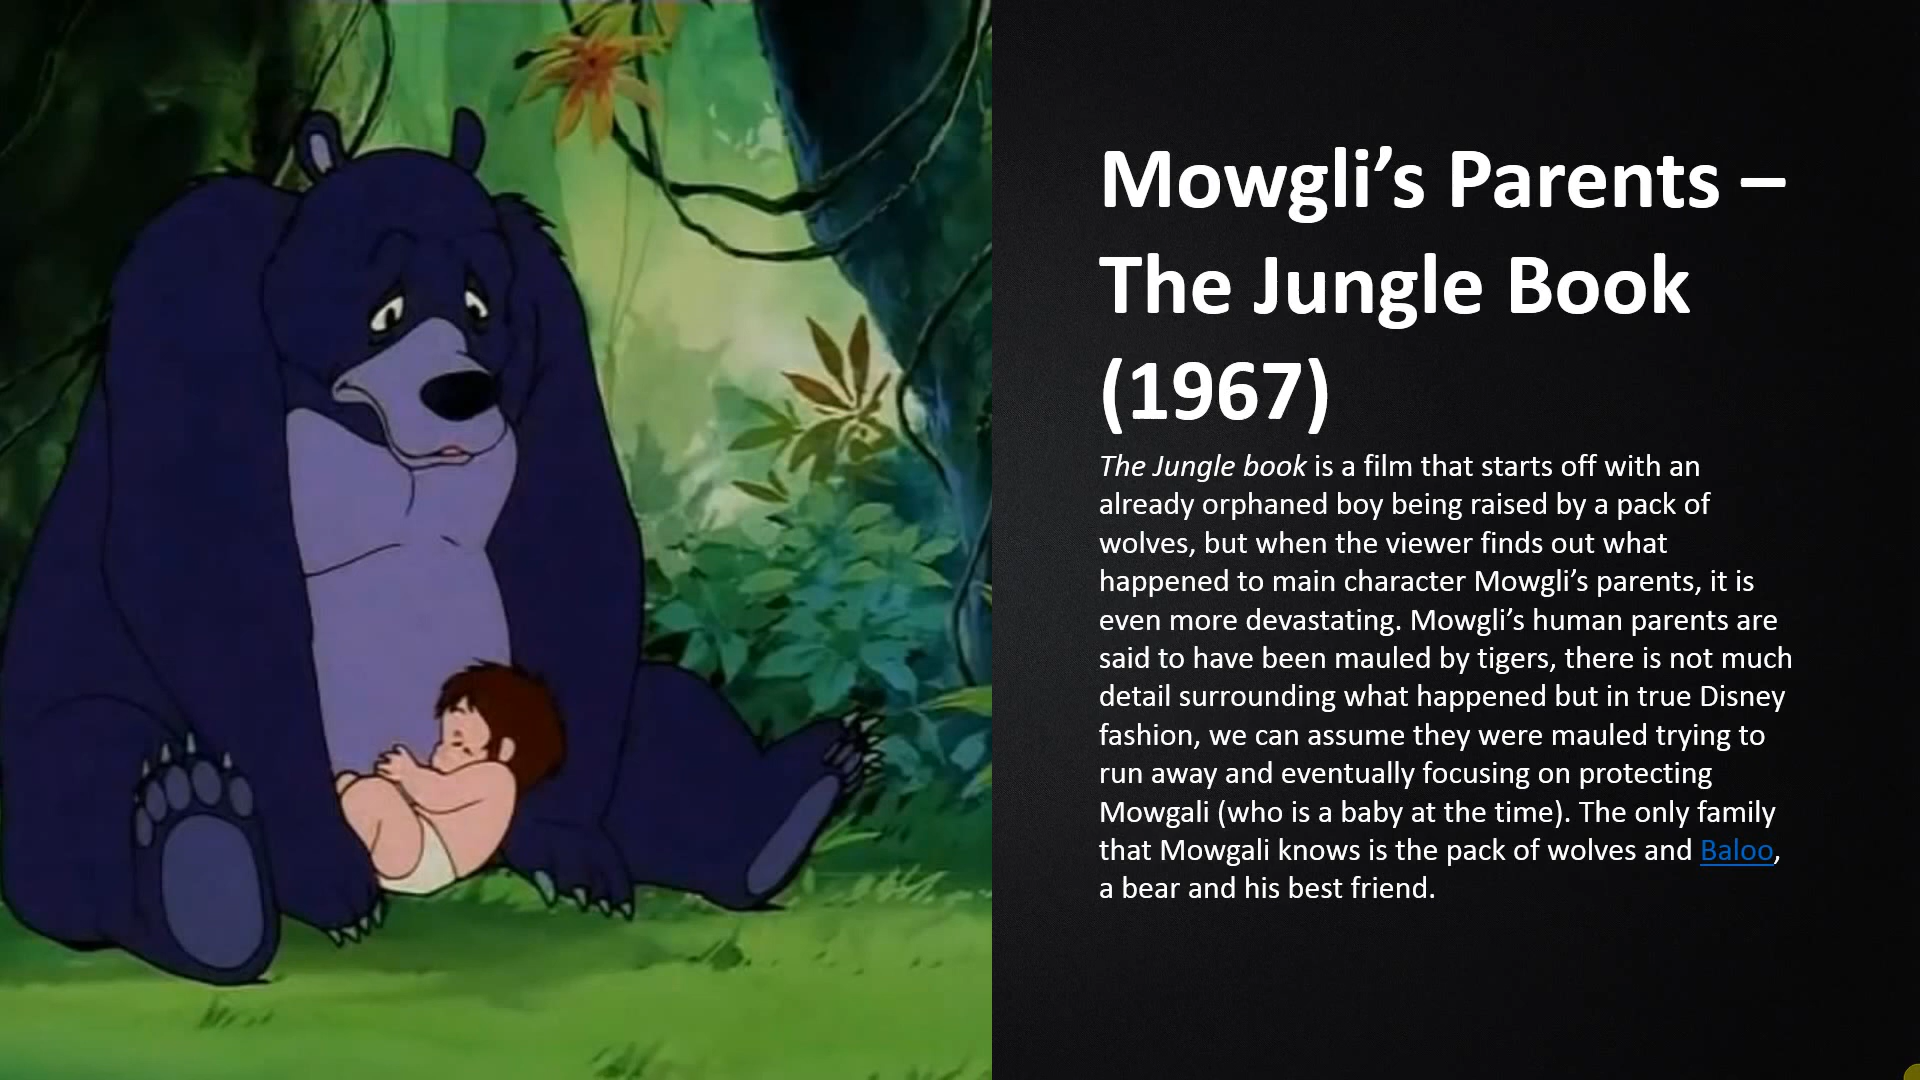 Mowgli’s Parents –
The Jungle Book
(1967)
The Jungle book is a film that starts off with an
already orphaned boy being raised by a pack of
wolves, but when the viewer finds out what
happened to main character Mowgli’s parents, it is
even more devastating. Mowgli’s human parents are
said to have been mauled by tigers, there is not much
detail surrounding what happened but in true Disney
fashion, we can assume they were mauled trying to
run away and eventually focusing on protecting
Mowgali (who is a baby at the time). The only family
that Mowgali knows is the pack of wolves and Baloo,
a bear and his best friend.